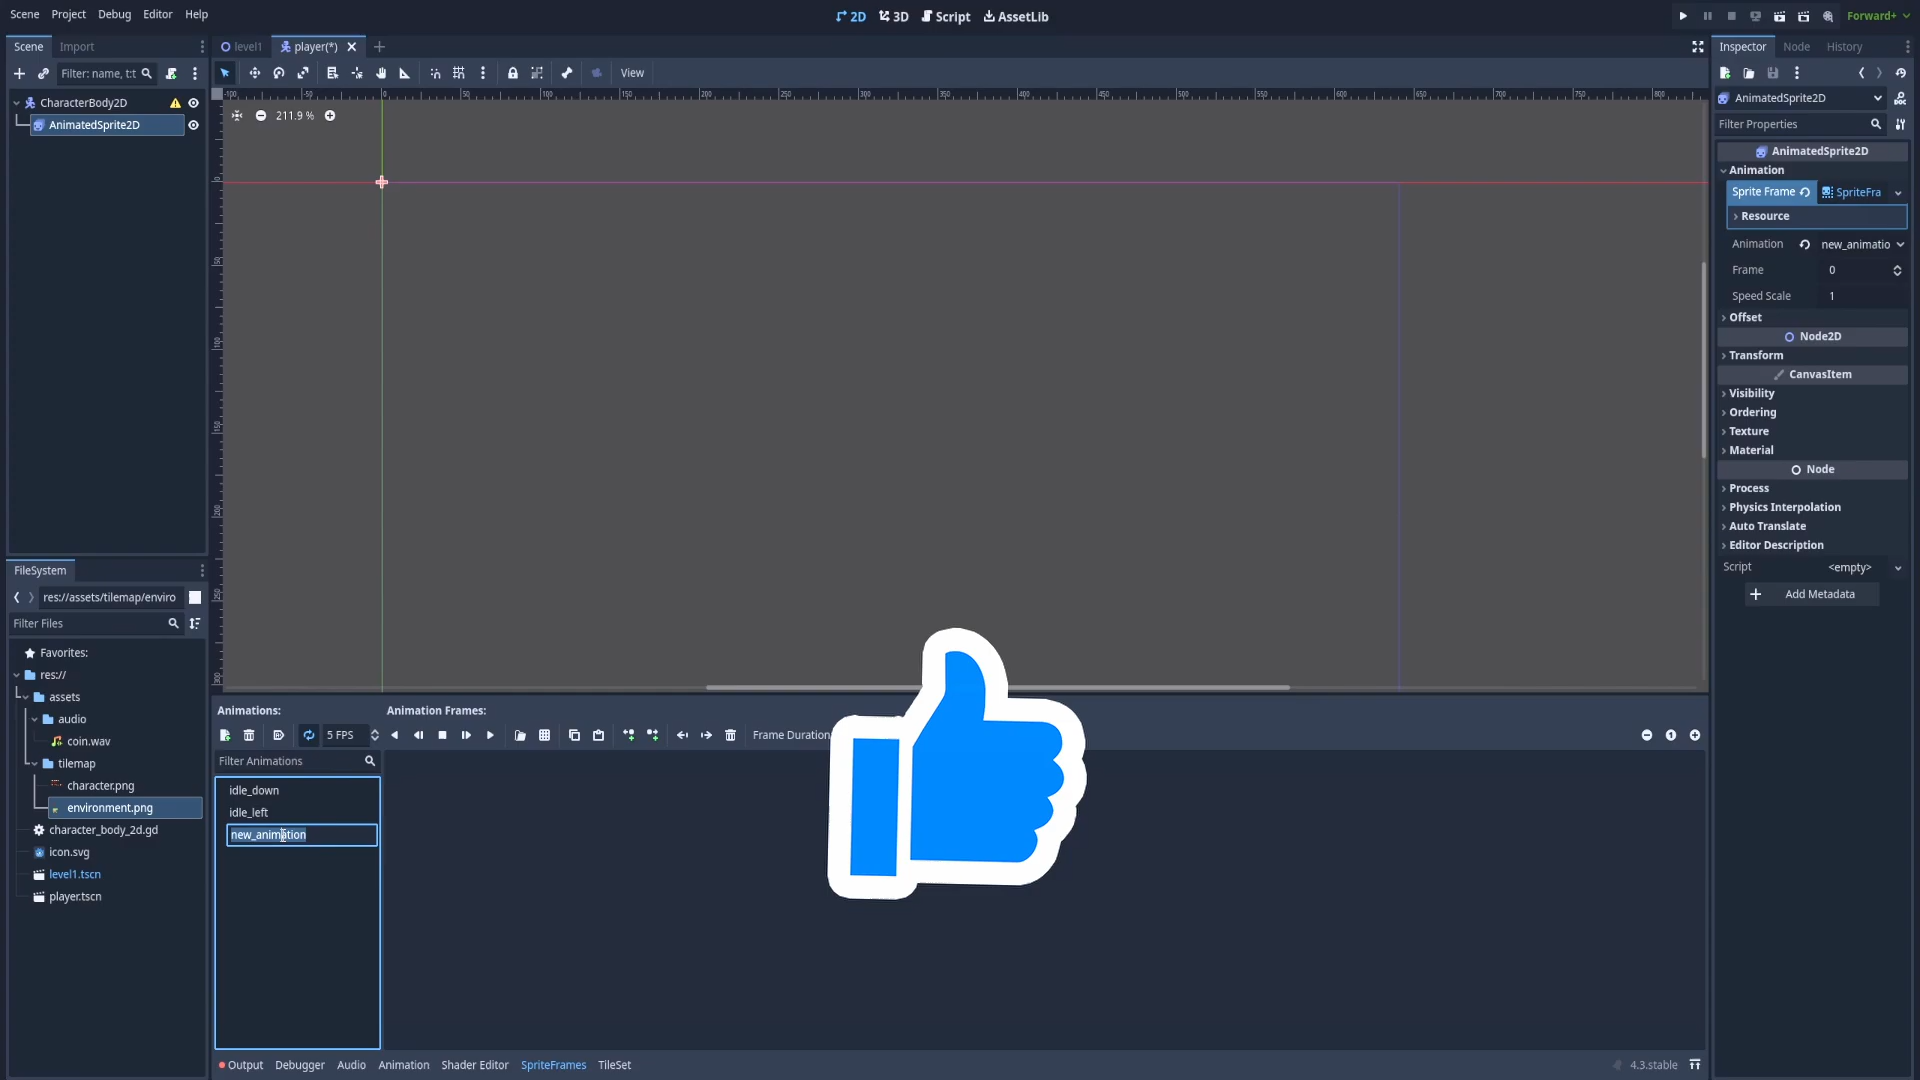 Scene Project Debug Editor Help
2D 3D Script AssetLib
Forward+
Scene Import
level1 player(*)
Inspector Node History
Filter: name, t:t
View
CharacterBody2D
AnimatedSprite2D
211.9 %
AnimatedSprite2D
Filter Properties
AnimatedSprite2D
Animation
Sprite Frame SpriteFra
Resource
Animation new_animatio
Frame 0
Speed Scale 1
Offset
Node2D
Transform
CanvasItem
Visibility
Ordering
Texture
Material
Node
Process
Physics Interpolation
Auto Translate
Editor Description
Script <empty>
Add Metadata
FileSystem
res://assets/tilemap/enviro
Filter Files
Favorites:
res://
assets
audio
coin.wav
tilemap
character.png
environment.png
character_body_2d.gd
icon.svg
level1.tscn
player.tscn
Animations: Animation Frames:
5 FPS Frame Duration
Filter Animations
idle_down
idle_left
new_animation
Output Debugger Audio Animation Shader Editor SpriteFrames TileSet
4.3.stable